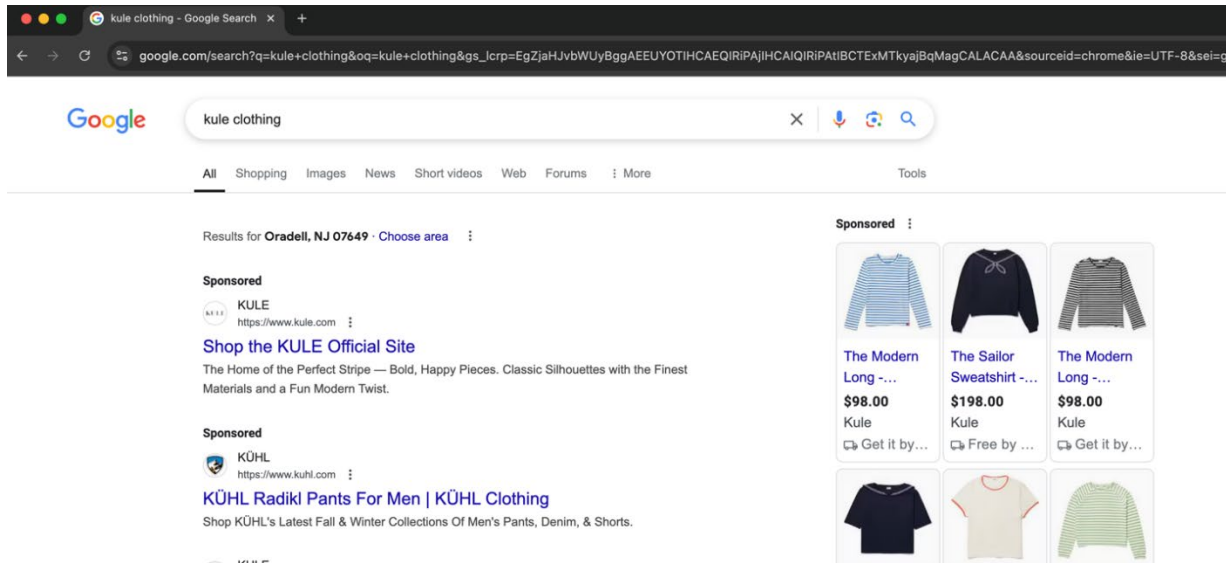 kule clothing - Google Search
google.com/search?q=kule+clothing&oq=kule+clothing&gs_lcrp=EgZjaHJvbWUyBggAEEUYOTIHCAEQIRiPAjIHCAIQIRiPAtIBCTExMTkyajBqMagCALACAA&sourceid=chrome&ie=UTF-8&sei=g
Google
kule clothing
All Shopping Images News Short videos Web Forums More
Tools
Results for Oradell, NJ 07649 · Choose area
Sponsored
KULE
KULE
https://www.kule.com
Shop the KULE Official Site
The Home of the Perfect Stripe — Bold, Happy Pieces. Classic Silhouettes with the Finest
Materials and a Fun Modern Twist.
Sponsored
KÜHL
https://www.kuhl.com
KÜHL Radikl Pants For Men | KÜHL Clothing
Shop KÜHL's Latest Fall & Winter Collections Of Men's Pants, Denim, & Shorts.
KULE
Sponsored
The Modern
Long -...
$98.00
Kule
Get it by...
The Sailor
Sweatshirt -...
$198.00
Kule
Free by ...
The Modern
Long -...
$98.00
Kule
Get it by...